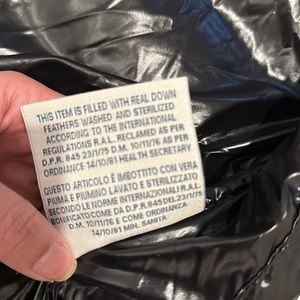 THIS ITEM IS FILLED WITH REAL DOWN
FEATHERS WASHED AND STERILIZED
ACCORDING TO THE INTERNATIONAL
REGULATIONS R.A.L. RECLAMED AS PER
D.P.R. 845 23/1/75 D.M. 10/11/76 AS PER
ORDINANCE 14/10/81 HEALTH SECRETARY
QUESTO ARTICOLO È IMBOTTITO CON VERA
PIUMA E PIUMINO LAVATO E STERILIZZATO
SECONDO LE NORME INTERNAZIONALI R.A.L.
BONIFICATO COME DA D.P.R. 845 DEL 23/1/75
D.M. 10/11/76 E COME ORDINANZA
14/10/81 MIN. SANITA